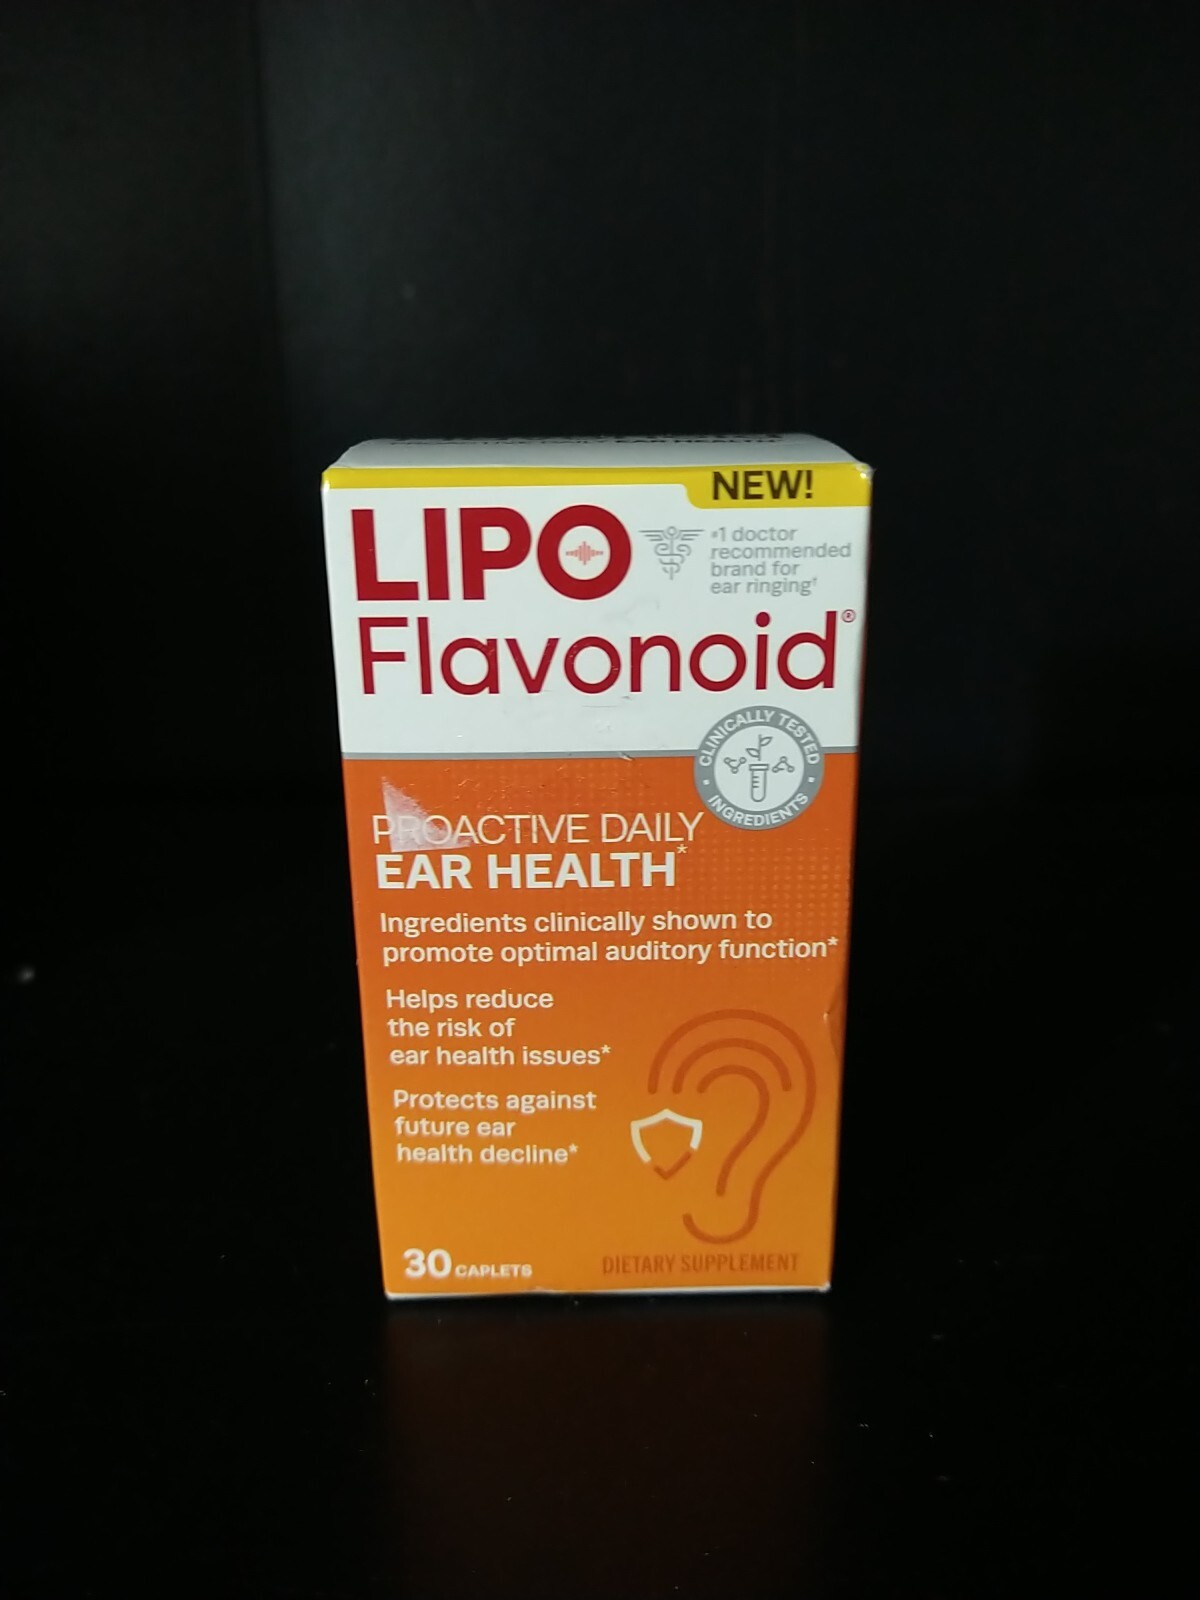 NEW!
LIPO
Flavonoid®
#1 doctor
recommended
brand for
ear ringing†
CLINICALLY TESTED
INGREDIENTS
PROACTIVE DAILY
EAR HEALTH*
Ingredients clinically shown to
promote optimal auditory function*
Helps reduce
the risk of
ear health issues*
Protects against
future ear
health decline*
30 CAPLETS
DIETARY SUPPLEMENT